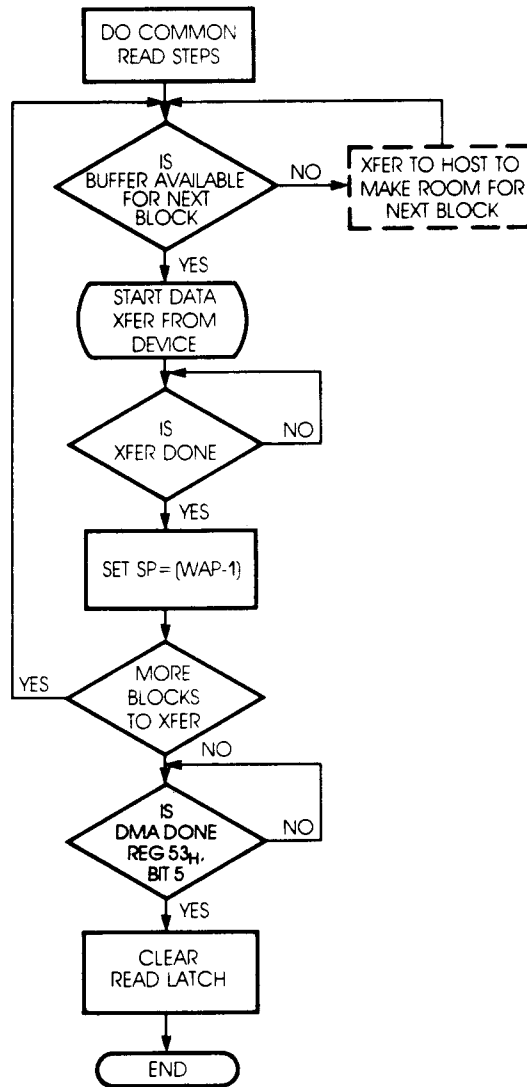 DO COMMON
READ STEPS
IS
BUFFER AVAILABLE
FOR NEXT
BLOCK
NO
XFER TO HOST TO
MAKE ROOM FOR
NEXT BLOCK
YES
START DATA
XFER FROM
DEVICE
IS
XFER DONE
NO
YES
SET SP=(WAP-1)
MORE
BLOCKS
TO XFER
YES
NO
IS
DMA DONE
REG 53H,
BIT 5
NO
YES
CLEAR
READ LATCH
END